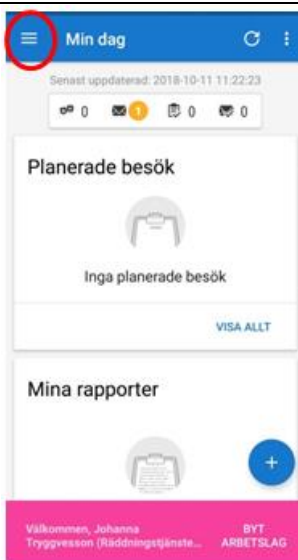 Min dag
Senast uppdaterad: 2018-10-11 11:22:23
0 1 0 0
Planerade besök
Inga planerade besök
VISA ALLT
Mina rapporter
Välkommen, Johanna
Tryggvesson (Räddningstjänste...
BYT
ARBETSLAG